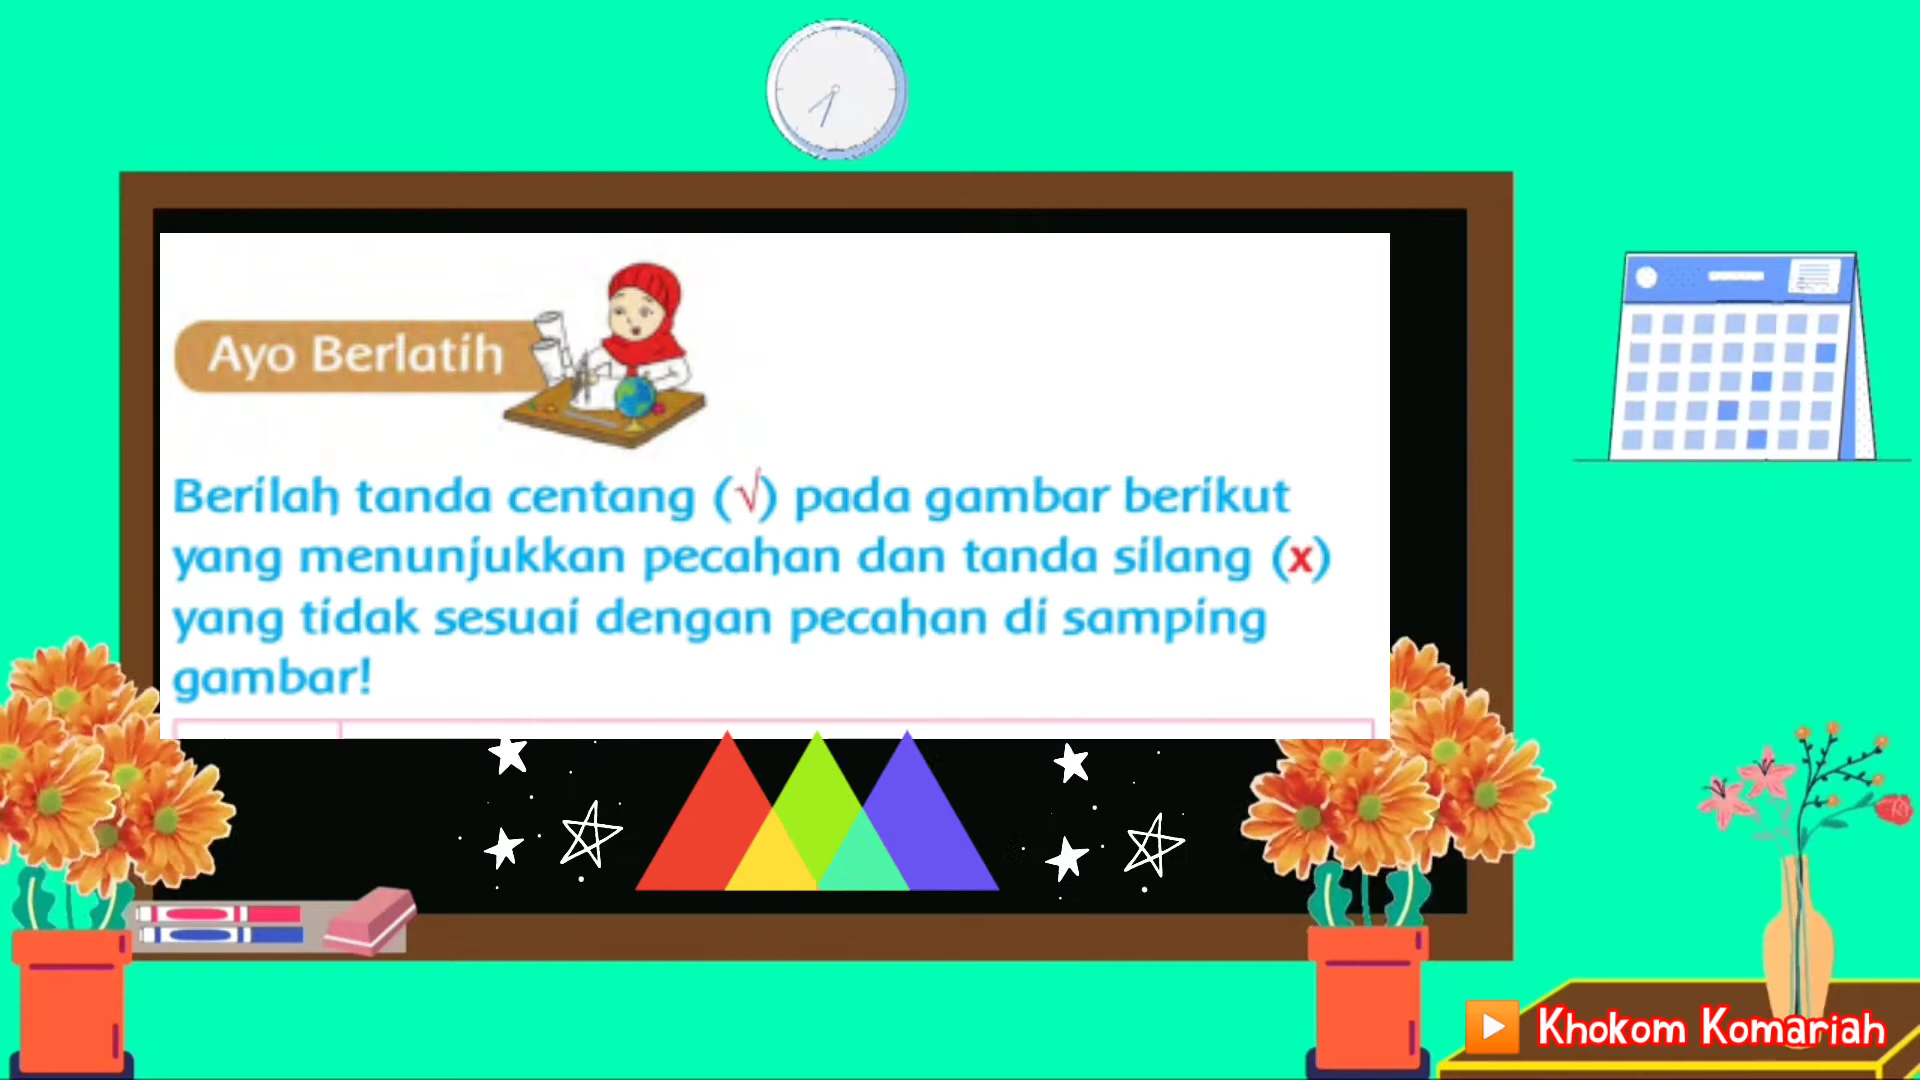 Ayo Berlatih
Berilah tanda centang (√) pada gambar berikut
yang menunjukkan pecahan dan tanda silang (x)
yang tidak sesuai dengan pecahan di samping
gambar!
Khokom Komariah